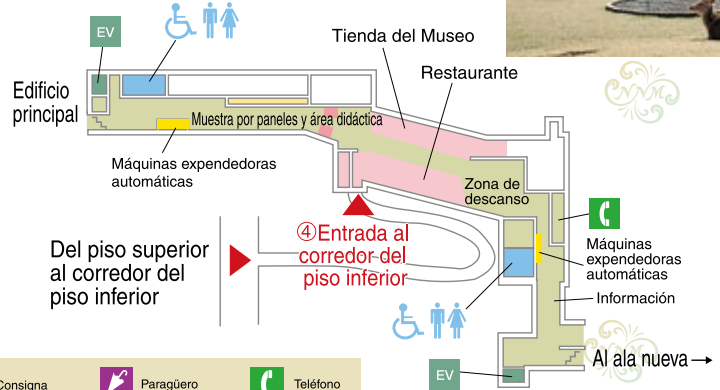 EV
Tienda del Museo
Restaurante
Edificio
principal
Muestra por paneles y área didáctica
Máquinas expendedoras
automáticas
Zona de
descanso
Del piso superior
al corredor del
piso inferior
④Entrada al
corredor del
piso inferior
Máquinas
expendedoras
automáticas
Información
EV
Al ala nueva→
Consigna
Paragüero
Teléfono
NNM
NNM